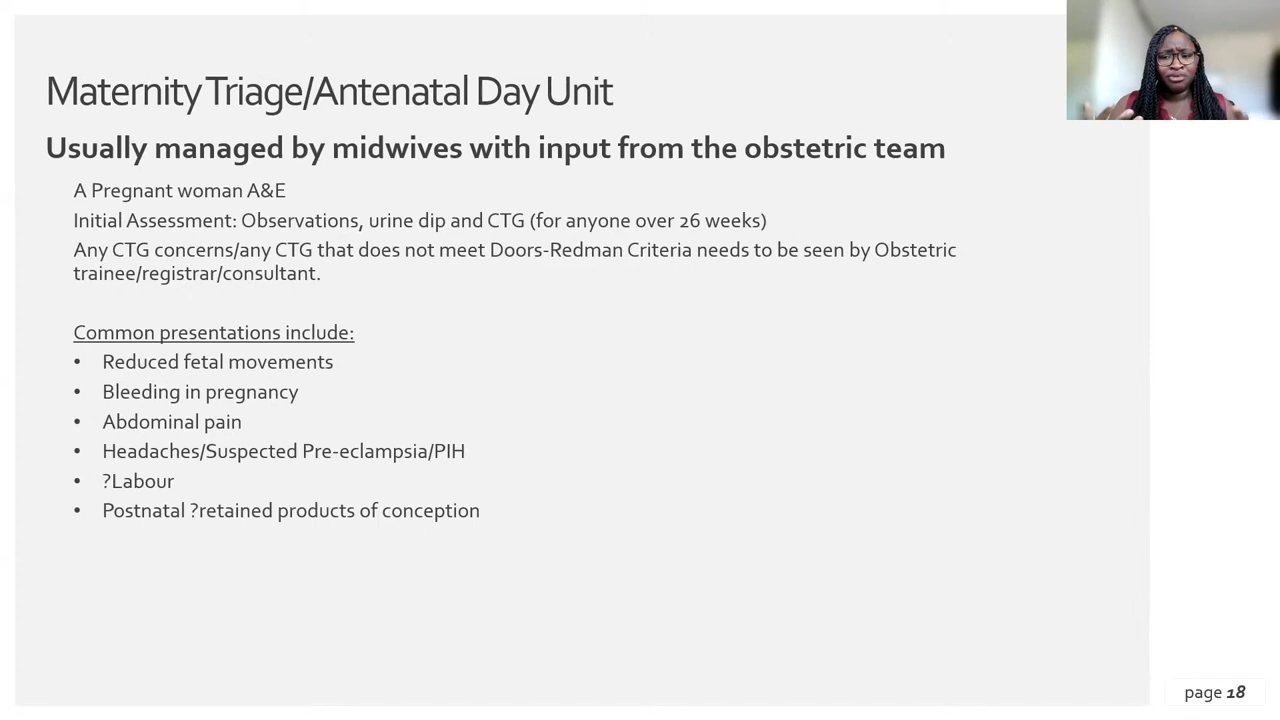 Maternity Triage/Antenatal Day Unit
Usually managed by midwives with input from the obstetric team
A Pregnant woman A&E
Initial Assessment: Observations, urine dip and CTG (for anyone over 26 weeks)
Any CTG concerns/any CTG that does not meet Doors-Redman Criteria needs to be seen by Obstetric
trainee/registrar/consultant.
Common presentations include:
• Reduced fetal movements
• Bleeding in pregnancy
• Abdominal pain
• Headaches/Suspected Pre-eclampsia/PIH
• ?Labour
• Postnatal ?retained products of conception
page 18